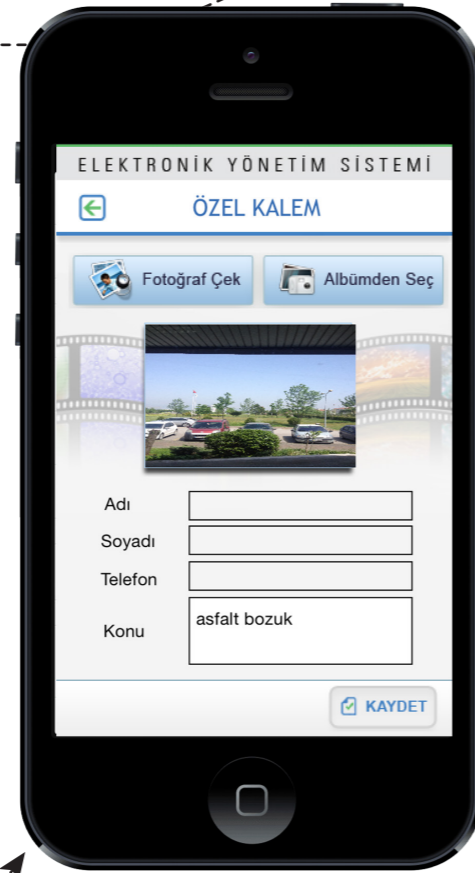 ELEKTRONİK YÖNETİM SİSTEMİ
ÖZEL KALEM
Fotoğraf Çek Albümden Seç
Adı
Soyadı
Telefon
Konu asfalt bozuk
KAYDET